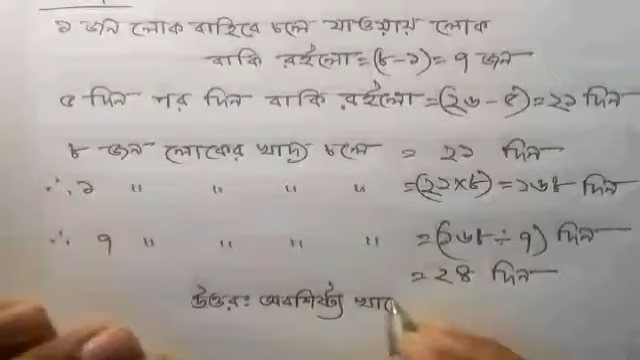 ১ জন লোক বাহিরে চলে যাওয়ায় লোক
বাকি রইলো=(৮-১)= ৭ জন
৫ দিন পর দিন বাকি রইলো =(২৬-৫)=২১ দিন
৮ জন লোকের খাদ্য চলে = ২১ দিন
∴ ১ " " " " =(২১×৮)=১৬৮ দিন
∴ ৭ " " " " =(১৬৮÷৭) দিন
= ২৪ দিন
উত্তর: অবশিষ্ট খাদ